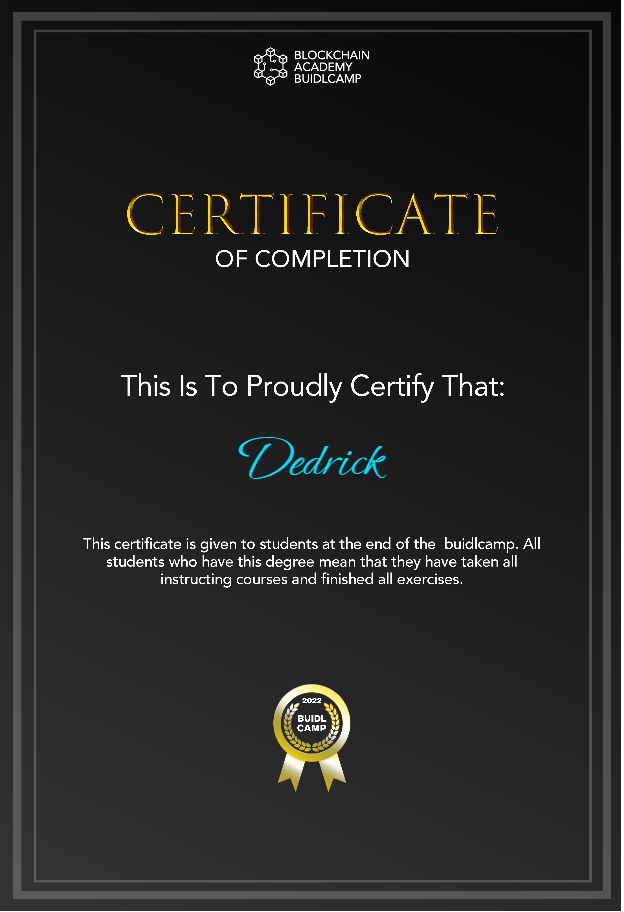 BLOCKCHAIN
ACADEMY
BUIDLCAMP
CERTIFICATE
OF COMPLETION
This Is To Proudly Certify That:
Dedrick
This certificate is given to students at the end of the  buidlcamp. All
students who have this degree mean that they have taken all
instructing courses and finished all exercises.
2022
BUIDL
CAMP